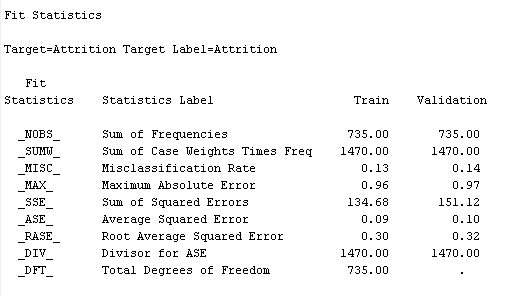 Fit Statistics
Target=Attrition Target Label=Attrition
Fit
Statistics Statistics Label Train Validation
_NOBS_ Sum of Frequencies 735.00 735.00
_SUMW_ Sum of Case Weights Times Freq 1470.00 1470.00
_MISC_ Misclassification Rate 0.13 0.14
_MAX_ Maximum Absolute Error 0.96 0.97
_SSE_ Sum of Squared Errors 134.68 151.12
_ASE_ Average Squared Error 0.09 0.10
_RASE_ Root Average Squared Error 0.30 0.32
_DIV_ Divisor for ASE 1470.00 1470.00
_DFT_ Total Degrees of Freedom 735.00 .